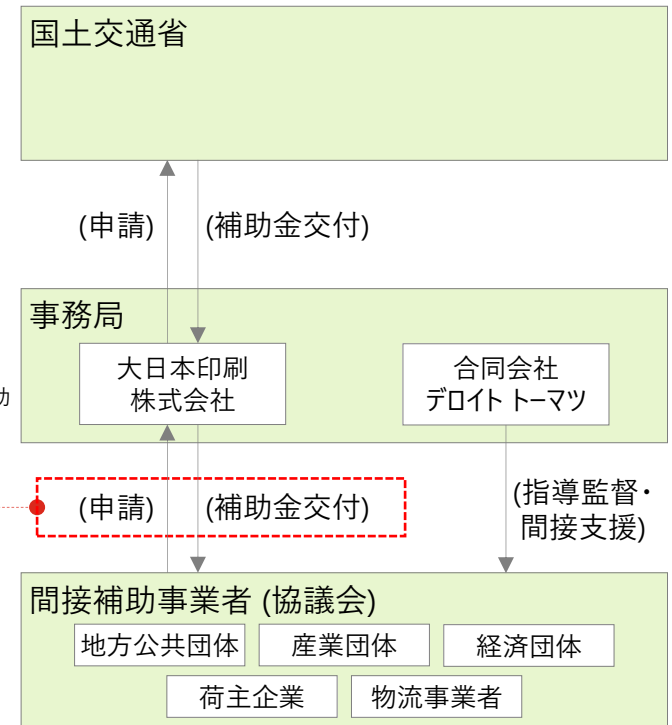 国土交通省
(申請)
(補助金交付)
事務局
大日本印刷
株式会社
合同会社
デロイト トーマツ
助
(申請)
(補助金交付)
(指導監督・
間接支援)
間接補助事業者 (協議会)
地方公共団体
産業団体
経済団体
荷主企業
物流事業者